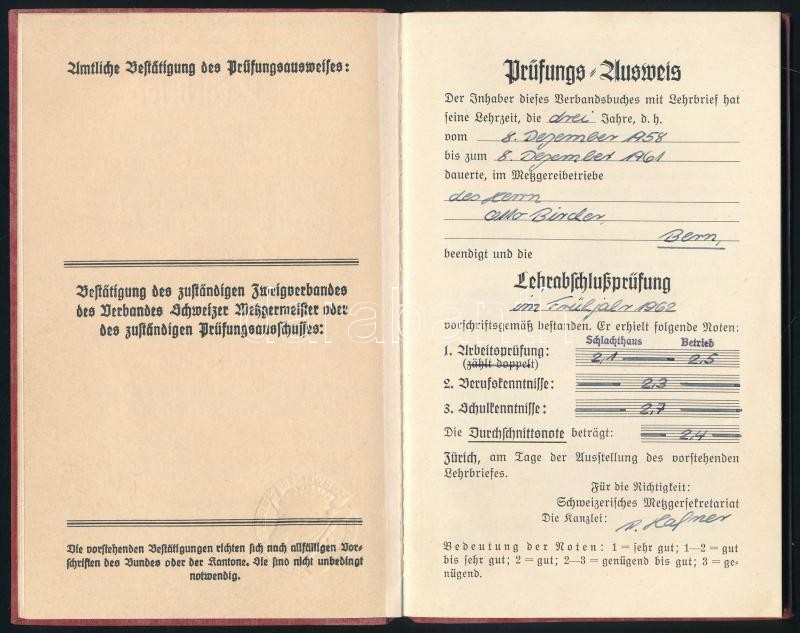 Amtliche Bestätigung des Prüfungsausweises:
Bestätigung des zuständigen Zweigverbandes
des Verbandes Schweizer Metzgermeister oder
des zuständigen Prüfungsausschusses:
Die vorstehenden Bestätigungen richten sich nach allfälligen Vor-
schriften des Bundes oder der Kantone. Sie sind nicht unbedingt
notwendig.
Prüfungs-Ausweis
Der Inhaber dieses Verbandsbuches mit Lehrbrief hat
seine Lehrzeit, die drei Jahre, d. h.
vom 8. Dezember 1958
bis zum 8. Dezember 1961
dauerte, im Metzgereibetriebe
des Herrn
Otto Bircher,
Bern,
beendigt und die
Lehrabschlußprüfung
im Frühjahr 1962
vorschriftsgemäß bestanden. Er erhielt folgende Noten:
Schlachthaus Betrieb
1. Arbeitsprüfung: 2,1 2,5
(zählt doppelt)
2. Berufskenntnisse: 2,3
3. Schulkenntnisse: 2,7
Die Durchschnittsnote beträgt: 2,4
Zürich, am Tage der Ausstellung des vorstehenden
Lehrbriefes.
Für die Richtigkeit:
Schweizerisches Metzgersekretariat
Die Kanzlei:
Bedeutung der Noten: 1 = sehr gut; 1—2 = gut
bis sehr gut; 2 = gut; 2—3 = genügend bis gut; 3 = ge-
nügend.